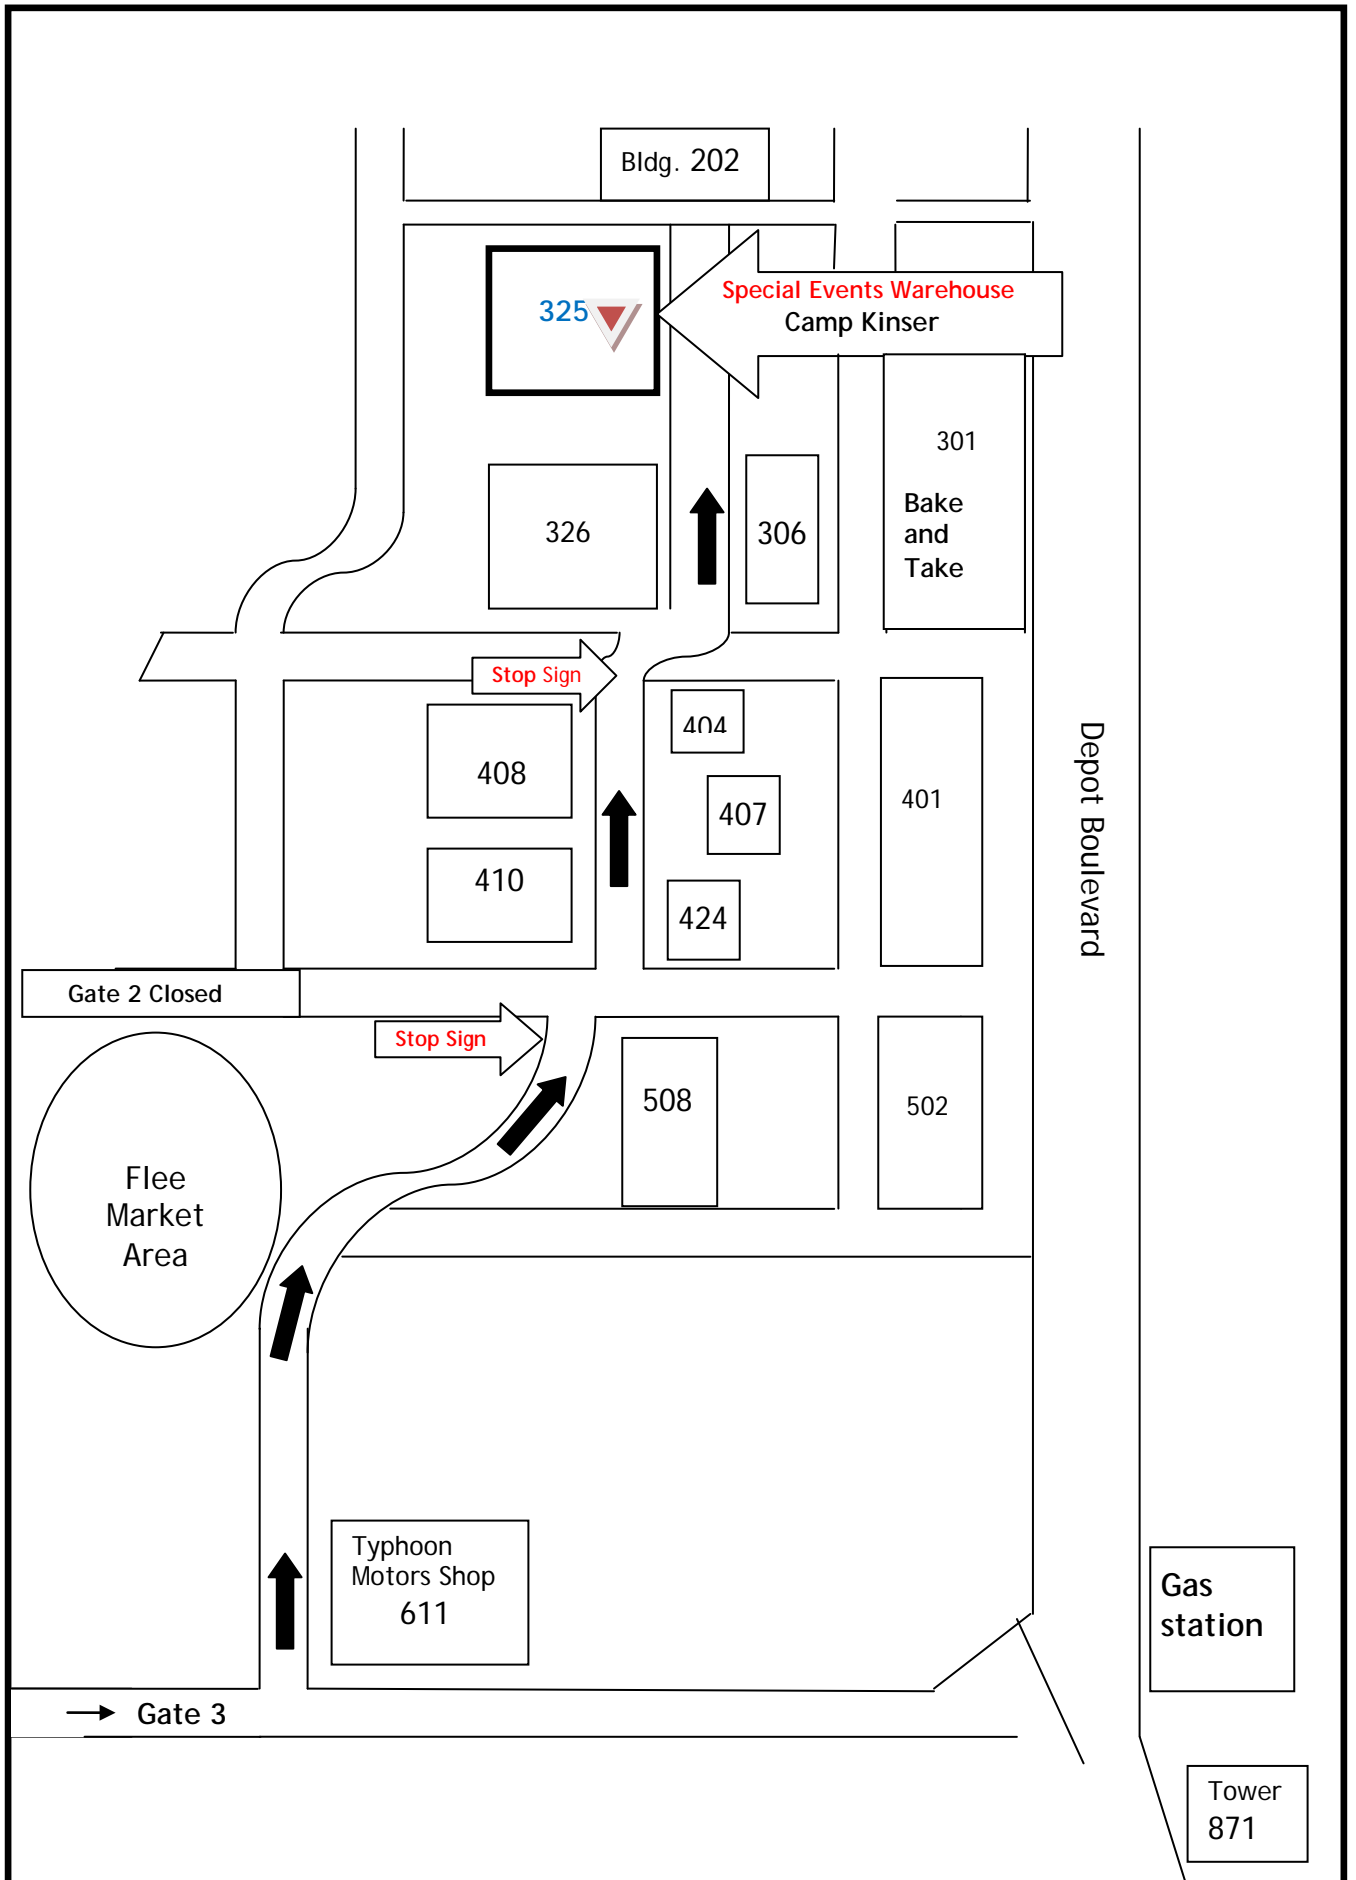 Bldg. 202
325
Special Events Warehouse
Camp Kinser
301
Bake
and
Take
326
306
Stop Sign
404
408
407
401
410
424
Depot Boulevard
Gate 2 Closed
Stop Sign
508
502
Flee
Market
Area
Typhoon
Motors Shop
611
Gas
station
Gate 3
Tower
871